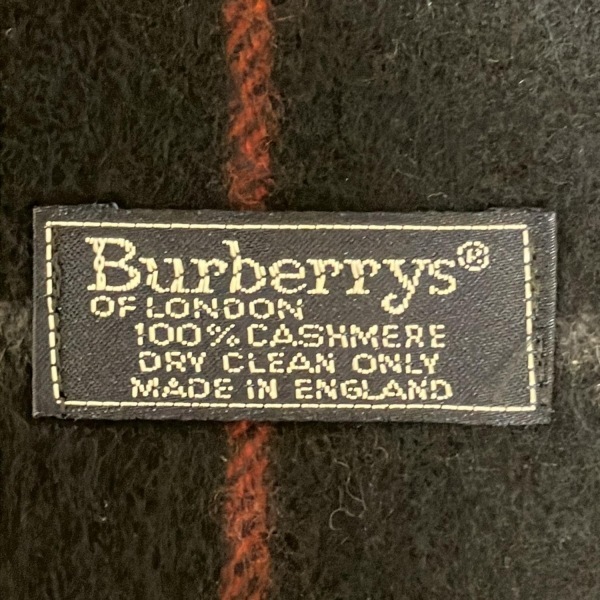 Burberrys®
OF LONDON
100% CASHMERE
DRY CLEAN ONLY
MADE IN ENGLAND